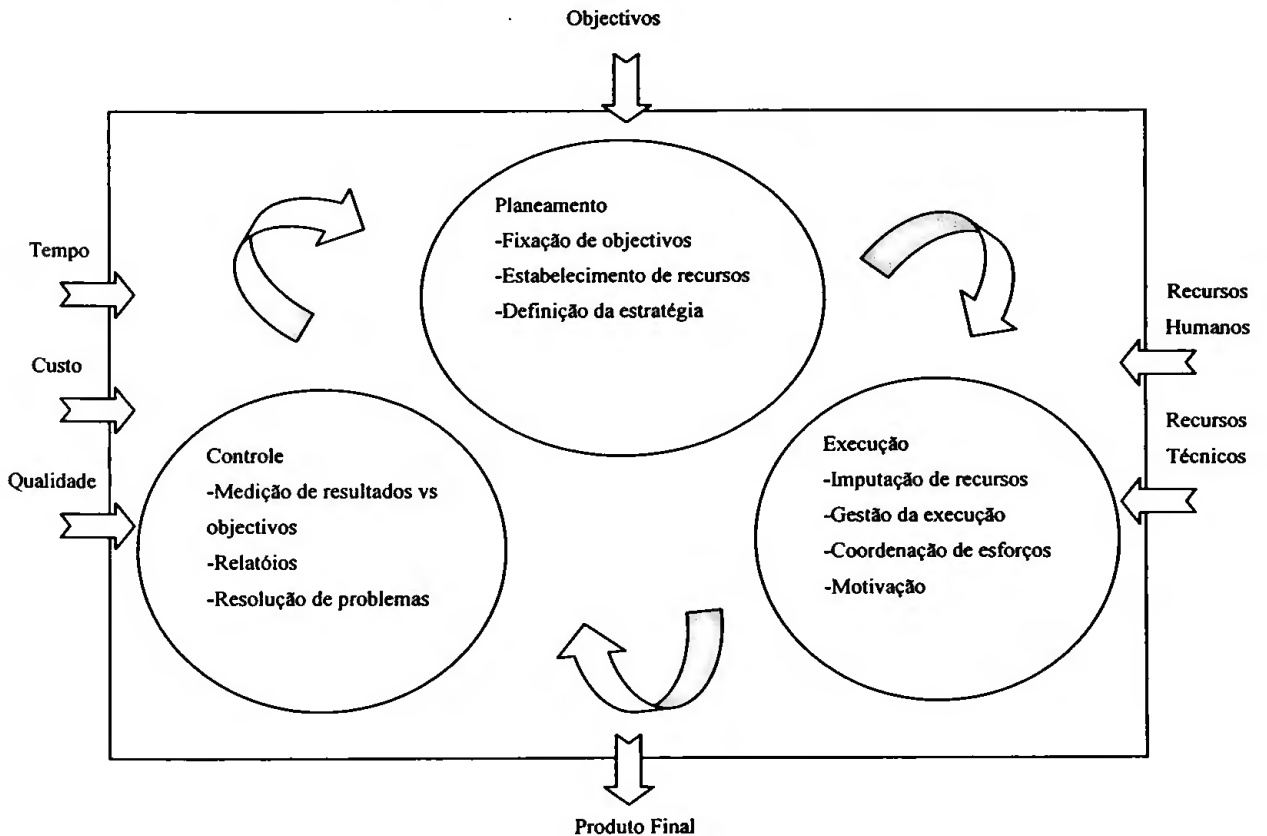 Objectivos
Planeamento
-Fixação de objectivos
-Estabelecimento de recursos
-Definição da estratégia
Tempo
Custo
Qualidade
Recursos
Humanos
Recursos
Técnicos
Controle
-Medição de resultados vs
objectivos
-Relatóios
-Resolução de problemas
Execução
-Imputação de recursos
-Gestão da execução
-Coordenação de esforços
-Motivação
Produto Final